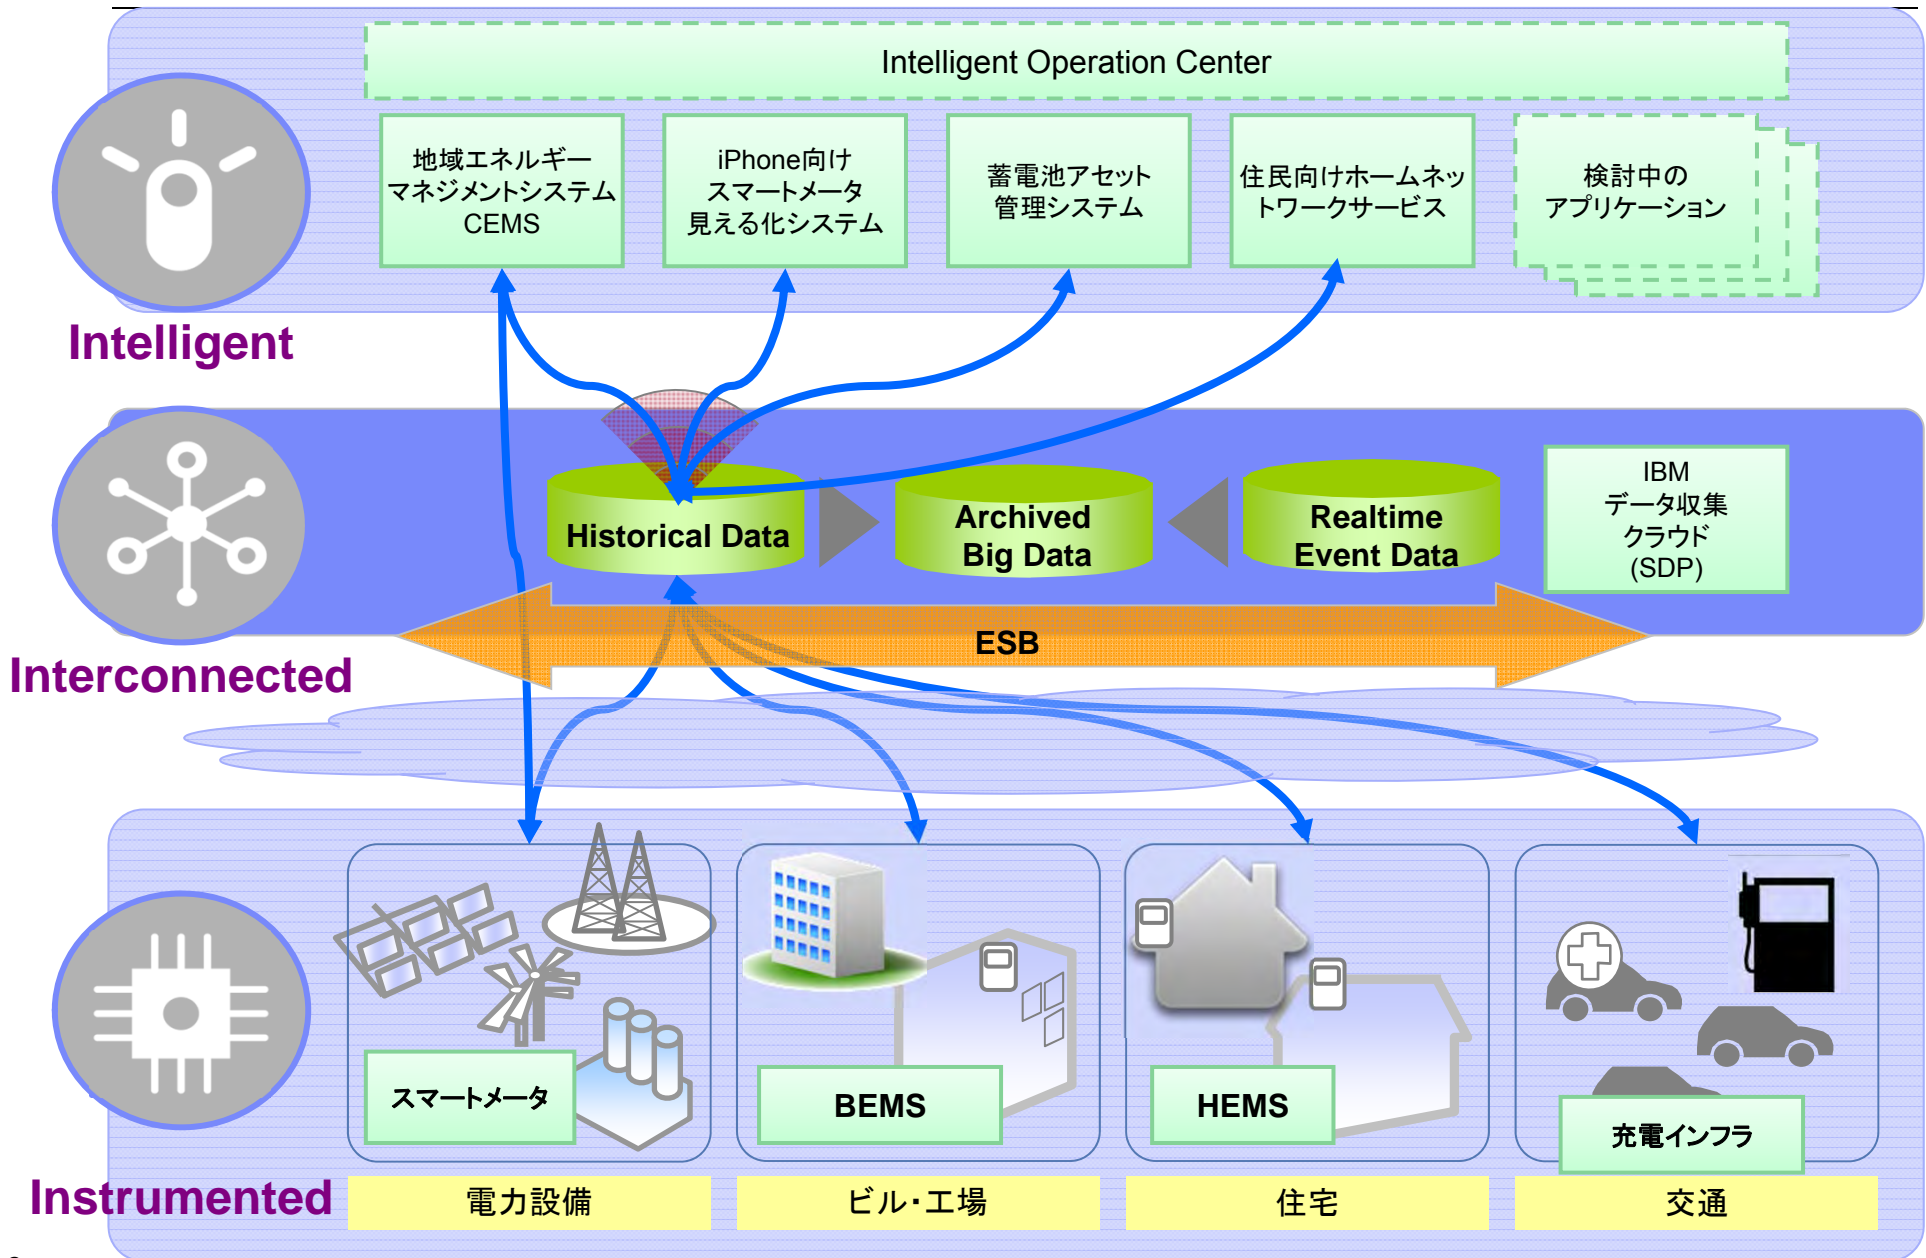 Intelligent Operation Center
地域エネルギー
マネジメントシステム
CEMS
iPhone向け
スマートメータ
見える化システム
蓄電池アセット
管理システム
住民向けホームネッ
トワークサービス
検討中の
アプリケーション
Intelligent
Historical Data
Archived
Big Data
Realtime
Event Data
IBM
データ収集
クラウド
(SDP)
ESB
Interconnected
スマートメータ
BEMS
HEMS
充電インフラ
Instrumented
電力設備
ビル・工場
住宅
交通